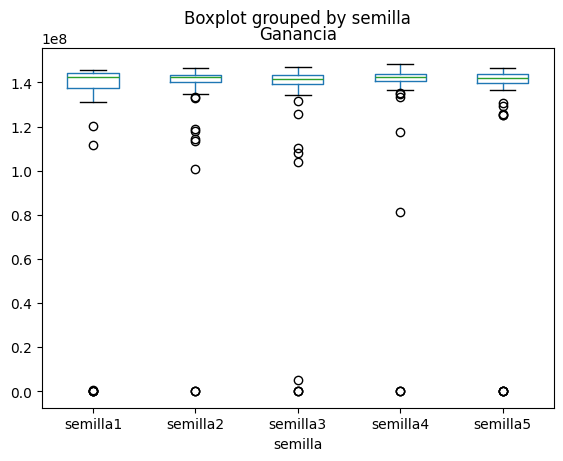 Boxplot grouped by semilla
Ganancia
1e8
1.4
1.2
1.0
0.8
0.6
0.4
0.2
0.0
semilla1 semilla2 semilla3 semilla4 semilla5
semilla